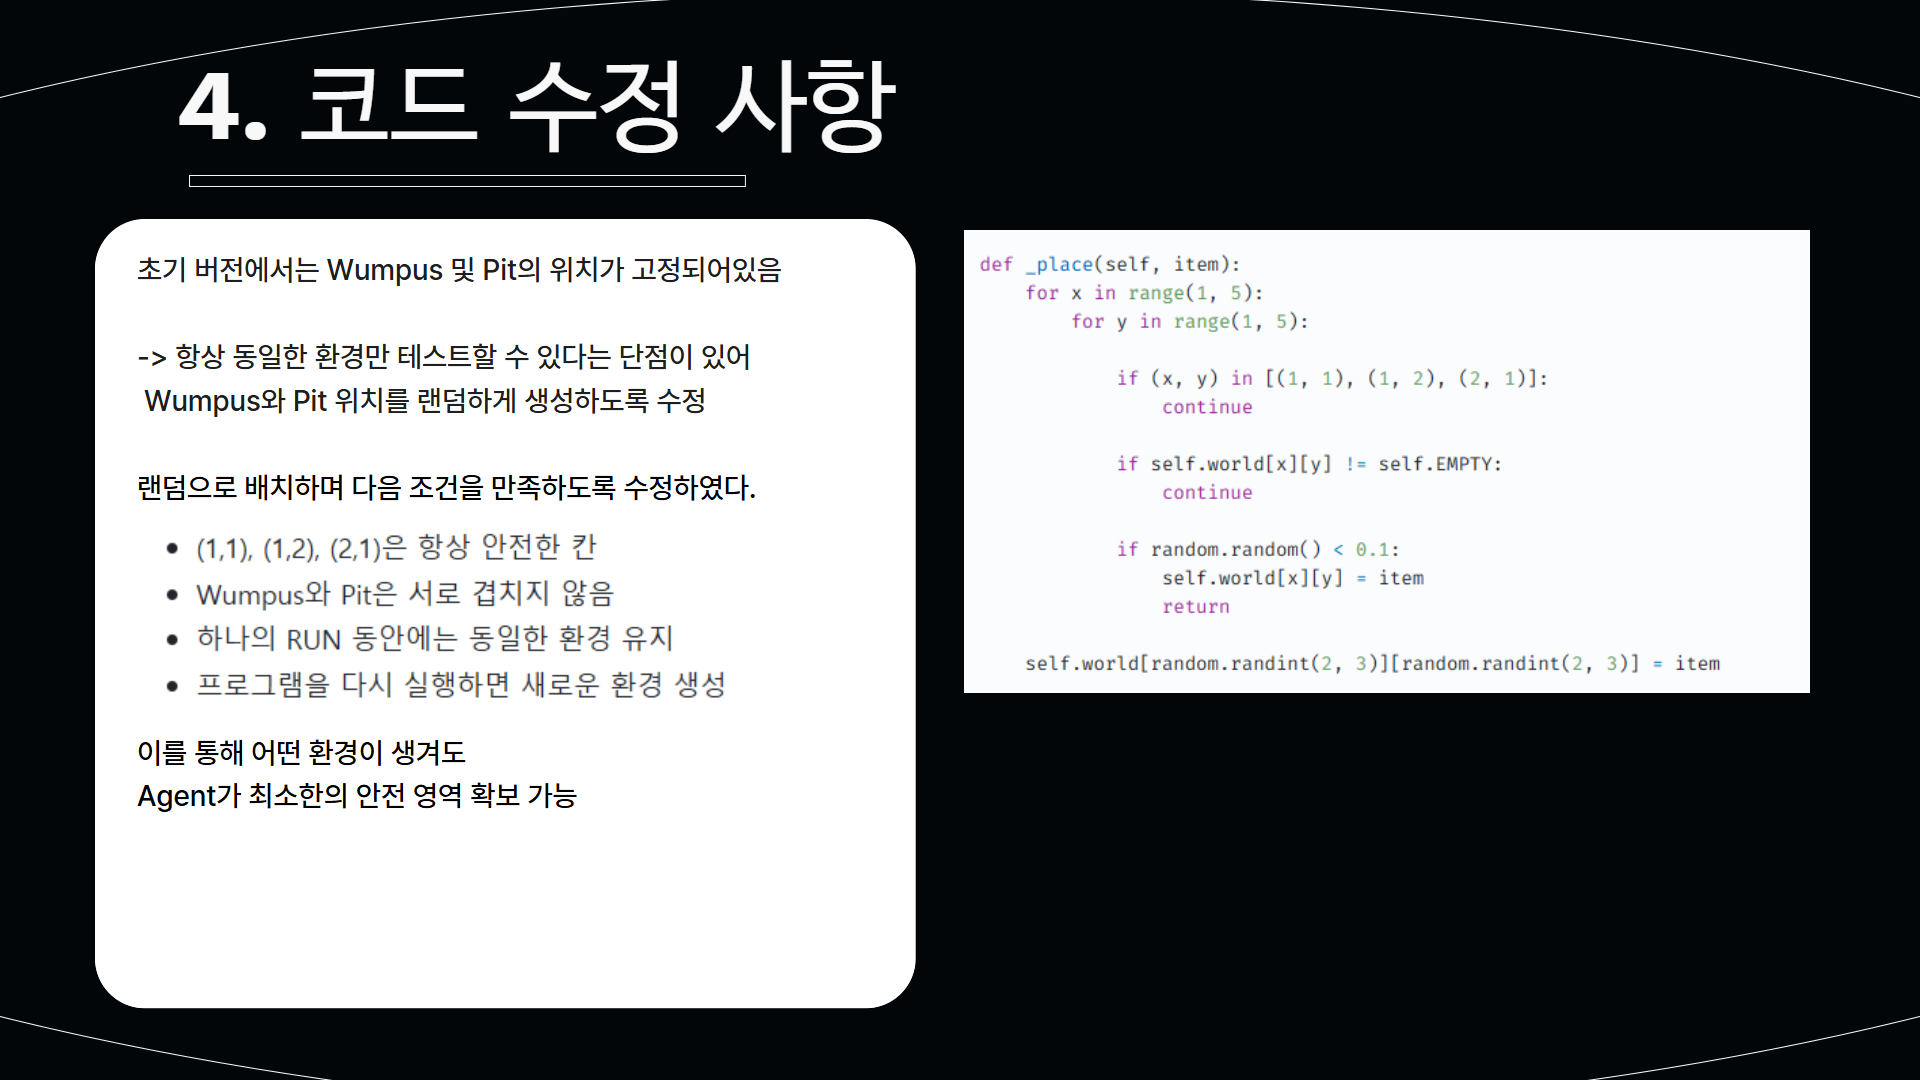 4. 코드 수정 사항
초기 버전에서는 Wumpus 및 Pit의 위치가 고정되어있음
-> 항상 동일한 환경만 테스트할 수 있다는 단점이 있어
Wumpus와 Pit 위치를 랜덤하게 생성하도록 수정
랜덤으로 배치하며 다음 조건을 만족하도록 수정하였다.
• (1,1), (1,2), (2,1)은 항상 안전한 칸
• Wumpus와 Pit은 서로 겹치지 않음
• 하나의 RUN 동안에는 동일한 환경 유지
• 프로그램을 다시 실행하면 새로운 환경 생성
이를 통해 어떤 환경이 생겨도
Agent가 최소한의 안전 영역 확보 가능
def _place(self, item):
    for x in range(1, 5):
        for y in range(1, 5):
            if (x, y) in [(1, 1), (1, 2), (2, 1)]:
                continue
            if self.world[x][y] != self.EMPTY:
                continue
            if random.random() < 0.1:
                self.world[x][y] = item
                return
    self.world[random.randint(2, 3)][random.randint(2, 3)] = item